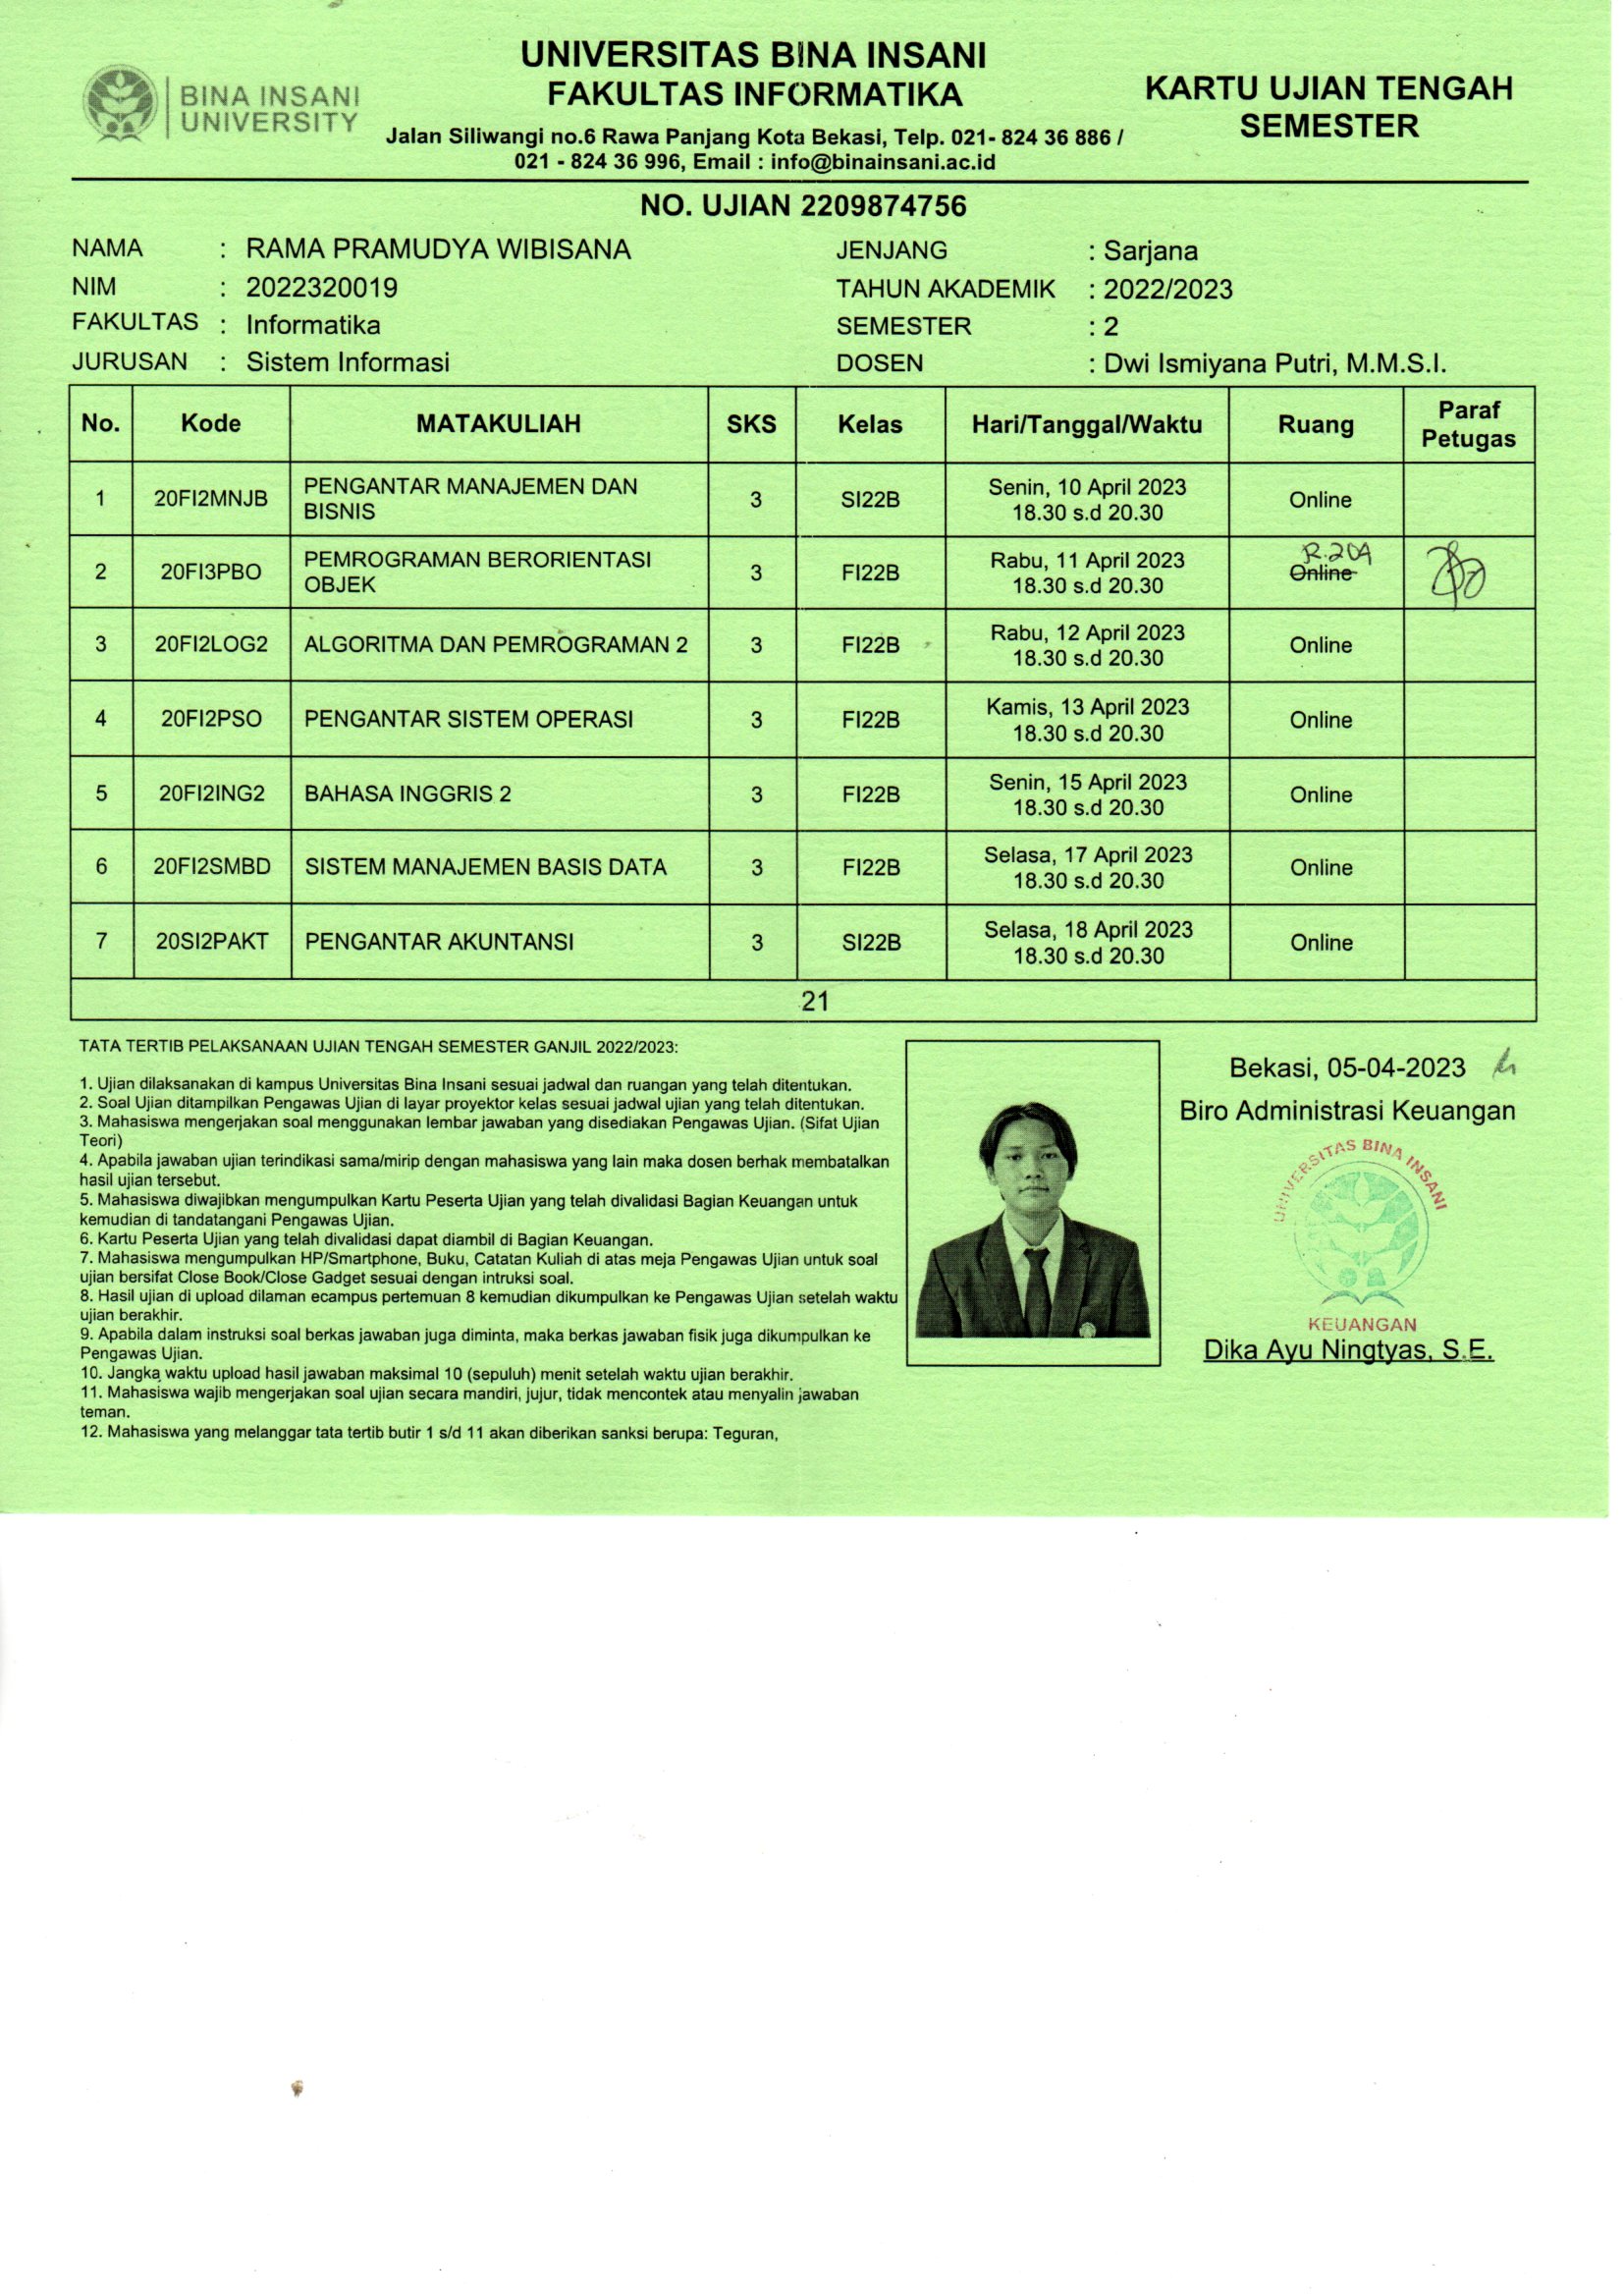 BINA INSANI
UNIVERSITY
UNIVERSITAS BINA INSANI
FAKULTAS INFORMATIKA
Jalan Siliwangi no.6 Rawa Panjang Kota Bekasi, Telp. 021- 824 36 886 /
021 - 824 36 996, Email : info@binainsani.ac.id
KARTU UJIAN TENGAH
SEMESTER
NO. UJIAN 2209874756
NAMA : RAMA PRAMUDYA WIBISANA
NIM : 2022320019
FAKULTAS : Informatika
JURUSAN : Sistem Informasi
JENJANG : Sarjana
TAHUN AKADEMIK : 2022/2023
SEMESTER : 2
DOSEN : Dwi Ismiyana Putri, M.M.S.I.
No. Kode MATAKULIAH SKS Kelas Hari/Tanggal/Waktu Ruang Paraf Petugas
1 20FI2MNJB PENGANTAR MANAJEMEN DAN BISNIS 3 SI22B Senin, 10 April 2023 18.30 s.d 20.30 Online
2 20FI3PBO PEMROGRAMAN BERORIENTASI OBJEK 3 FI22B Rabu, 11 April 2023 18.30 s.d 20.30 R.204 Online
3 20FI2LOG2 ALGORITMA DAN PEMROGRAMAN 2 3 FI22B Rabu, 12 April 2023 18.30 s.d 20.30 Online
4 20FI2PSO PENGANTAR SISTEM OPERASI 3 FI22B Kamis, 13 April 2023 18.30 s.d 20.30 Online
5 20FI2ING2 BAHASA INGGRIS 2 3 FI22B Senin, 15 April 2023 18.30 s.d 20.30 Online
6 20FI2SMBD SISTEM MANAJEMEN BASIS DATA 3 FI22B Selasa, 17 April 2023 18.30 s.d 20.30 Online
7 20SI2PAKT PENGANTAR AKUNTANSI 3 SI22B Selasa, 18 April 2023 18.30 s.d 20.30 Online
21
TATA TERTIB PELAKSANAAN UJIAN TENGAH SEMESTER GANJIL 2022/2023:
1. Ujian dilaksanakan di kampus Universitas Bina Insani sesuai jadwal dan ruangan yang telah ditentukan.
2. Soal Ujian ditampilkan Pengawas Ujian di layar proyektor kelas sesuai jadwal ujian yang telah ditentukan.
3. Mahasiswa mengerjakan soal menggunakan lembar jawaban yang disediakan Pengawas Ujian. (Sifat Ujian
Teori)
4. Apabila jawaban ujian terindikasi sama/mirip dengan mahasiswa yang lain maka dosen berhak membatalkan
hasil ujian tersebut.
5. Mahasiswa diwajibkan mengumpulkan Kartu Peserta Ujian yang telah divalidasi Bagian Keuangan untuk
kemudian di tandatangani Pengawas Ujian.
6. Kartu Peserta Ujian yang telah divalidasi dapat diambil di Bagian Keuangan.
7. Mahasiswa mengumpulkan HP/Smartphone, Buku, Catatan Kuliah di atas meja Pengawas Ujian untuk soal
ujian bersifat Close Book/Close Gadget sesuai dengan intruksi soal.
8. Hasil ujian di upload dilaman ecampus pertemuan 8 kemudian dikumpulkan ke Pengawas Ujian setelah waktu
ujian berakhir.
9. Apabila dalam instruksi soal berkas jawaban juga diminta, maka berkas jawaban fisik juga dikumpulkan ke
Pengawas Ujian.
10. Jangka waktu upload hasil jawaban maksimal 10 (sepuluh) menit setelah waktu ujian berakhir.
11. Mahasiswa wajib mengerjakan soal ujian secara mandiri, jujur, tidak mencontek atau menyalin jawaban
teman.
12. Mahasiswa yang melanggar tata tertib butir 1 s/d 11 akan diberikan sanksi berupa: Teguran,
Bekasi, 05-04-2023
Biro Administrasi Keuangan
UNIVERSITAS BINA INSANI
KEUANGAN
Dika Ayu Ningtyas, S.E.